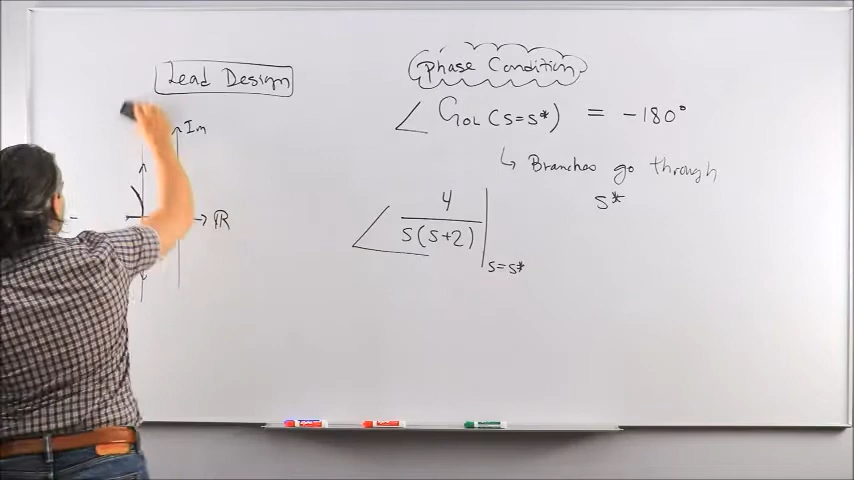 Lead Design
Phase Condition
Im
∠ G_OL (s=s*) = -180°
↳ Branches go through
s*
ℝ
∠ 4 / s(s+2) | s=s*